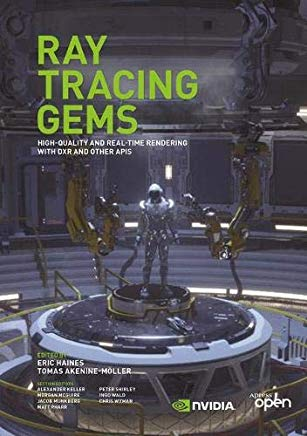 RAY
TRACING
GEMS
HIGH-QUALITY AND REAL-TIME RENDERING
WITH DXR AND OTHER APIS
EDITED BY
ERIC HAINES
TOMAS AKENINE-MÖLLER
SECTION EDITORS
ALEXANDER KELLER
MORGAN MCGUIRE
JACOB MUNKBERG
MATT PHARR
PETER SHIRLEY
INGO WALD
CHRIS WYMAN
NVIDIA.
Apress
open